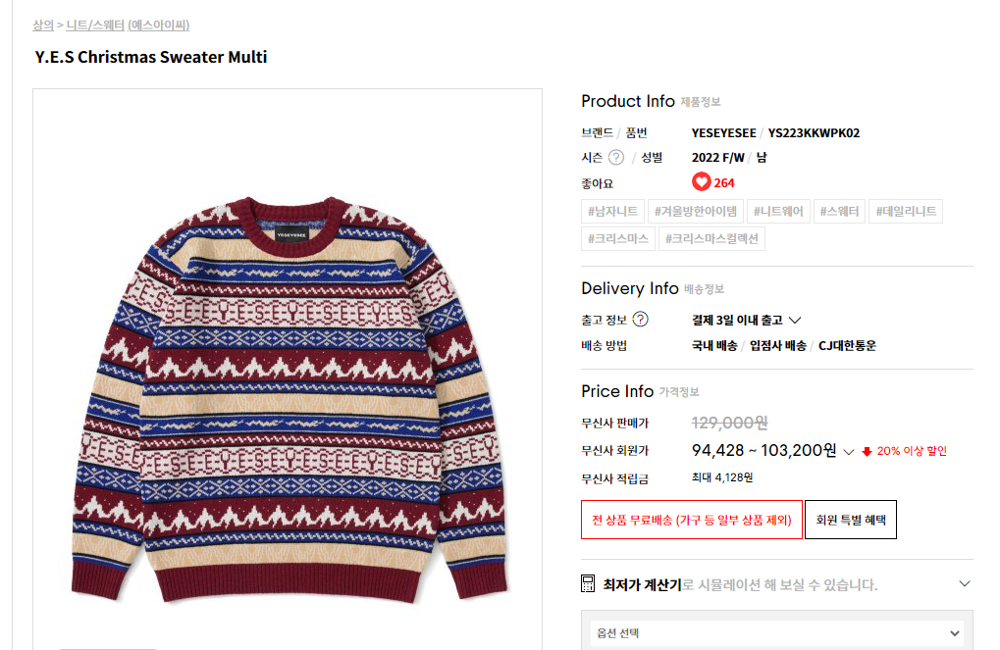 상의 > 니트/스웨터 (예스아이씨)
Y.E.S Christmas Sweater Multi
YESEYESEE
Product Info 제품정보
브랜드 / 품번 YESEYESEE / YS223KKWPK02
시즌 ? / 성별 2022 F/W / 남
좋아요 264
#남자니트 #겨울방한아이템 #니트웨어 #스웨터 #데일리니트
#크리스마스 #크리스마스컬렉션
Delivery Info 배송정보
출고 정보 ? 결제 3일 이내 출고
배송 방법 국내 배송 / 입점사 배송 / CJ대한통운
Price Info 가격정보
무신사 판매가 129,000원
무신사 회원가 94,428 ~ 103,200원 20% 이상 할인
무신사 적립금 최대 4,128원
전 상품 무료배송 (가구 등 일부 상품 제외) 회원 특별 혜택
최저가 계산기로 시뮬레이션 해 보실 수 있습니다.
옵션 선택